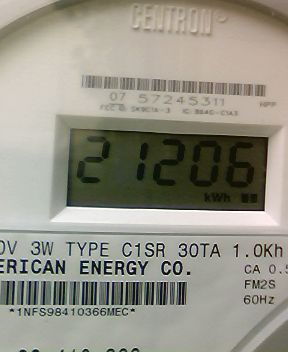 CENTRON
07 57245311
21206
kWh
0V 3W TYPE C1SR 30TA 1.0Kh
ERICAN ENERGY CO.
CA 0.5
FM2S
60Hz
*1NFS98410366MEC*